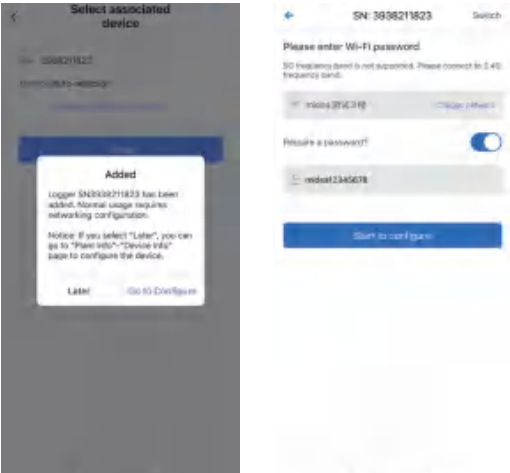 Select associated
device
Added
Logger SN3938211823 has been
added. Normal usage requires
networking configuration.
Notice: If you select "Later", you can
go to "Plant Info"-"Device Info"
page to configure the device.
Later
Go to Configure
SN: 3938211823
Switch
Please enter Wi-Fi password
5G frequency band is not supported. Please connect to 2.4G
frequency band.
Change network
Require a password?
Start to configure